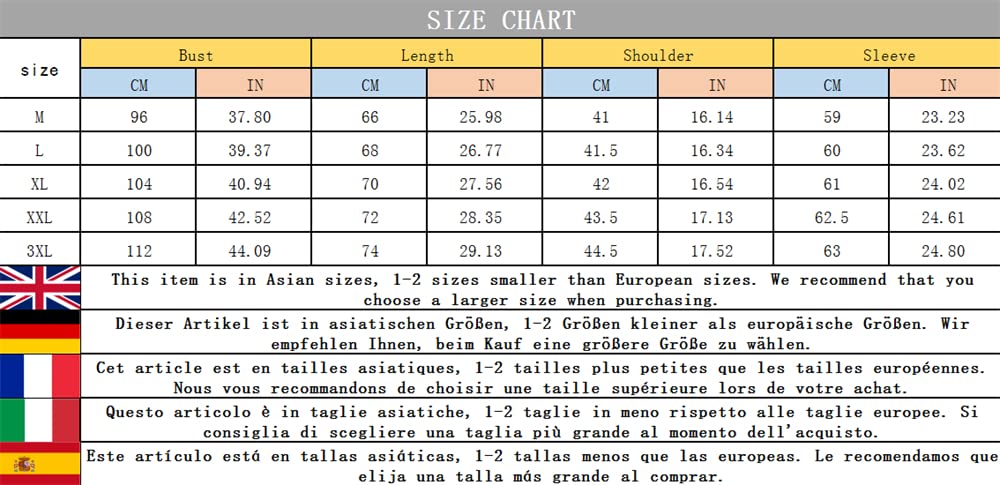 SIZE CHART
size Bust Length Shoulder Sleeve
CM IN CM IN CM IN CM IN
M 96 37.80 66 25.98 41 16.14 59 23.23
L 100 39.37 68 26.77 41.5 16.34 60 23.62
XL 104 40.94 70 27.56 42 16.54 61 24.02
XXL 108 42.52 72 28.35 43.5 17.13 62.5 24.61
3XL 112 44.09 74 29.13 44.5 17.52 63 24.80
This item is in Asian sizes, 1-2 sizes smaller than European sizes. We recommend that you
choose a larger size when purchasing.
Dieser Artikel ist in asiatischen Größen, 1-2 Größen kleiner als europäische Größen. Wir
empfehlen Ihnen, beim Kauf eine größere Größe zu wählen.
Cet article est en tailles asiatiques, 1-2 tailles plus petites que les tailles européennes.
Nous vous recommandons de choisir une taille supérieure lors de votre achat.
Questo articolo è in taglie asiatiche, 1-2 taglie in meno rispetto alle taglie europee. Si
consiglia di scegliere una taglia più grande al momento dell'acquisto.
Este artículo está en tallas asiáticas, 1-2 tallas menos que las europeas. Le recomendamos que
elija una talla más grande al comprar.